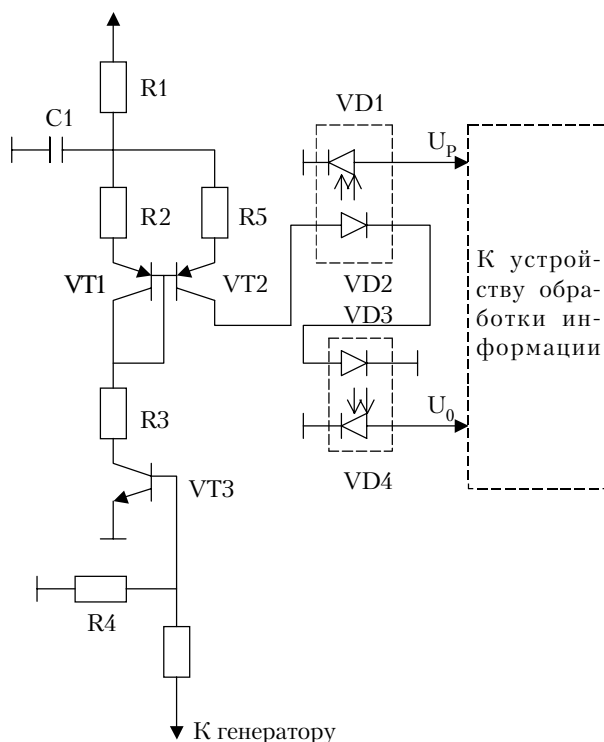 R1
VD1
C1
U_P
R2
R5
VT1
VT2
VD2
VD3
К устрой-
ству обра-
ботки ин-
формации
R3
U_0
VT3
VD4
R4
К генератору